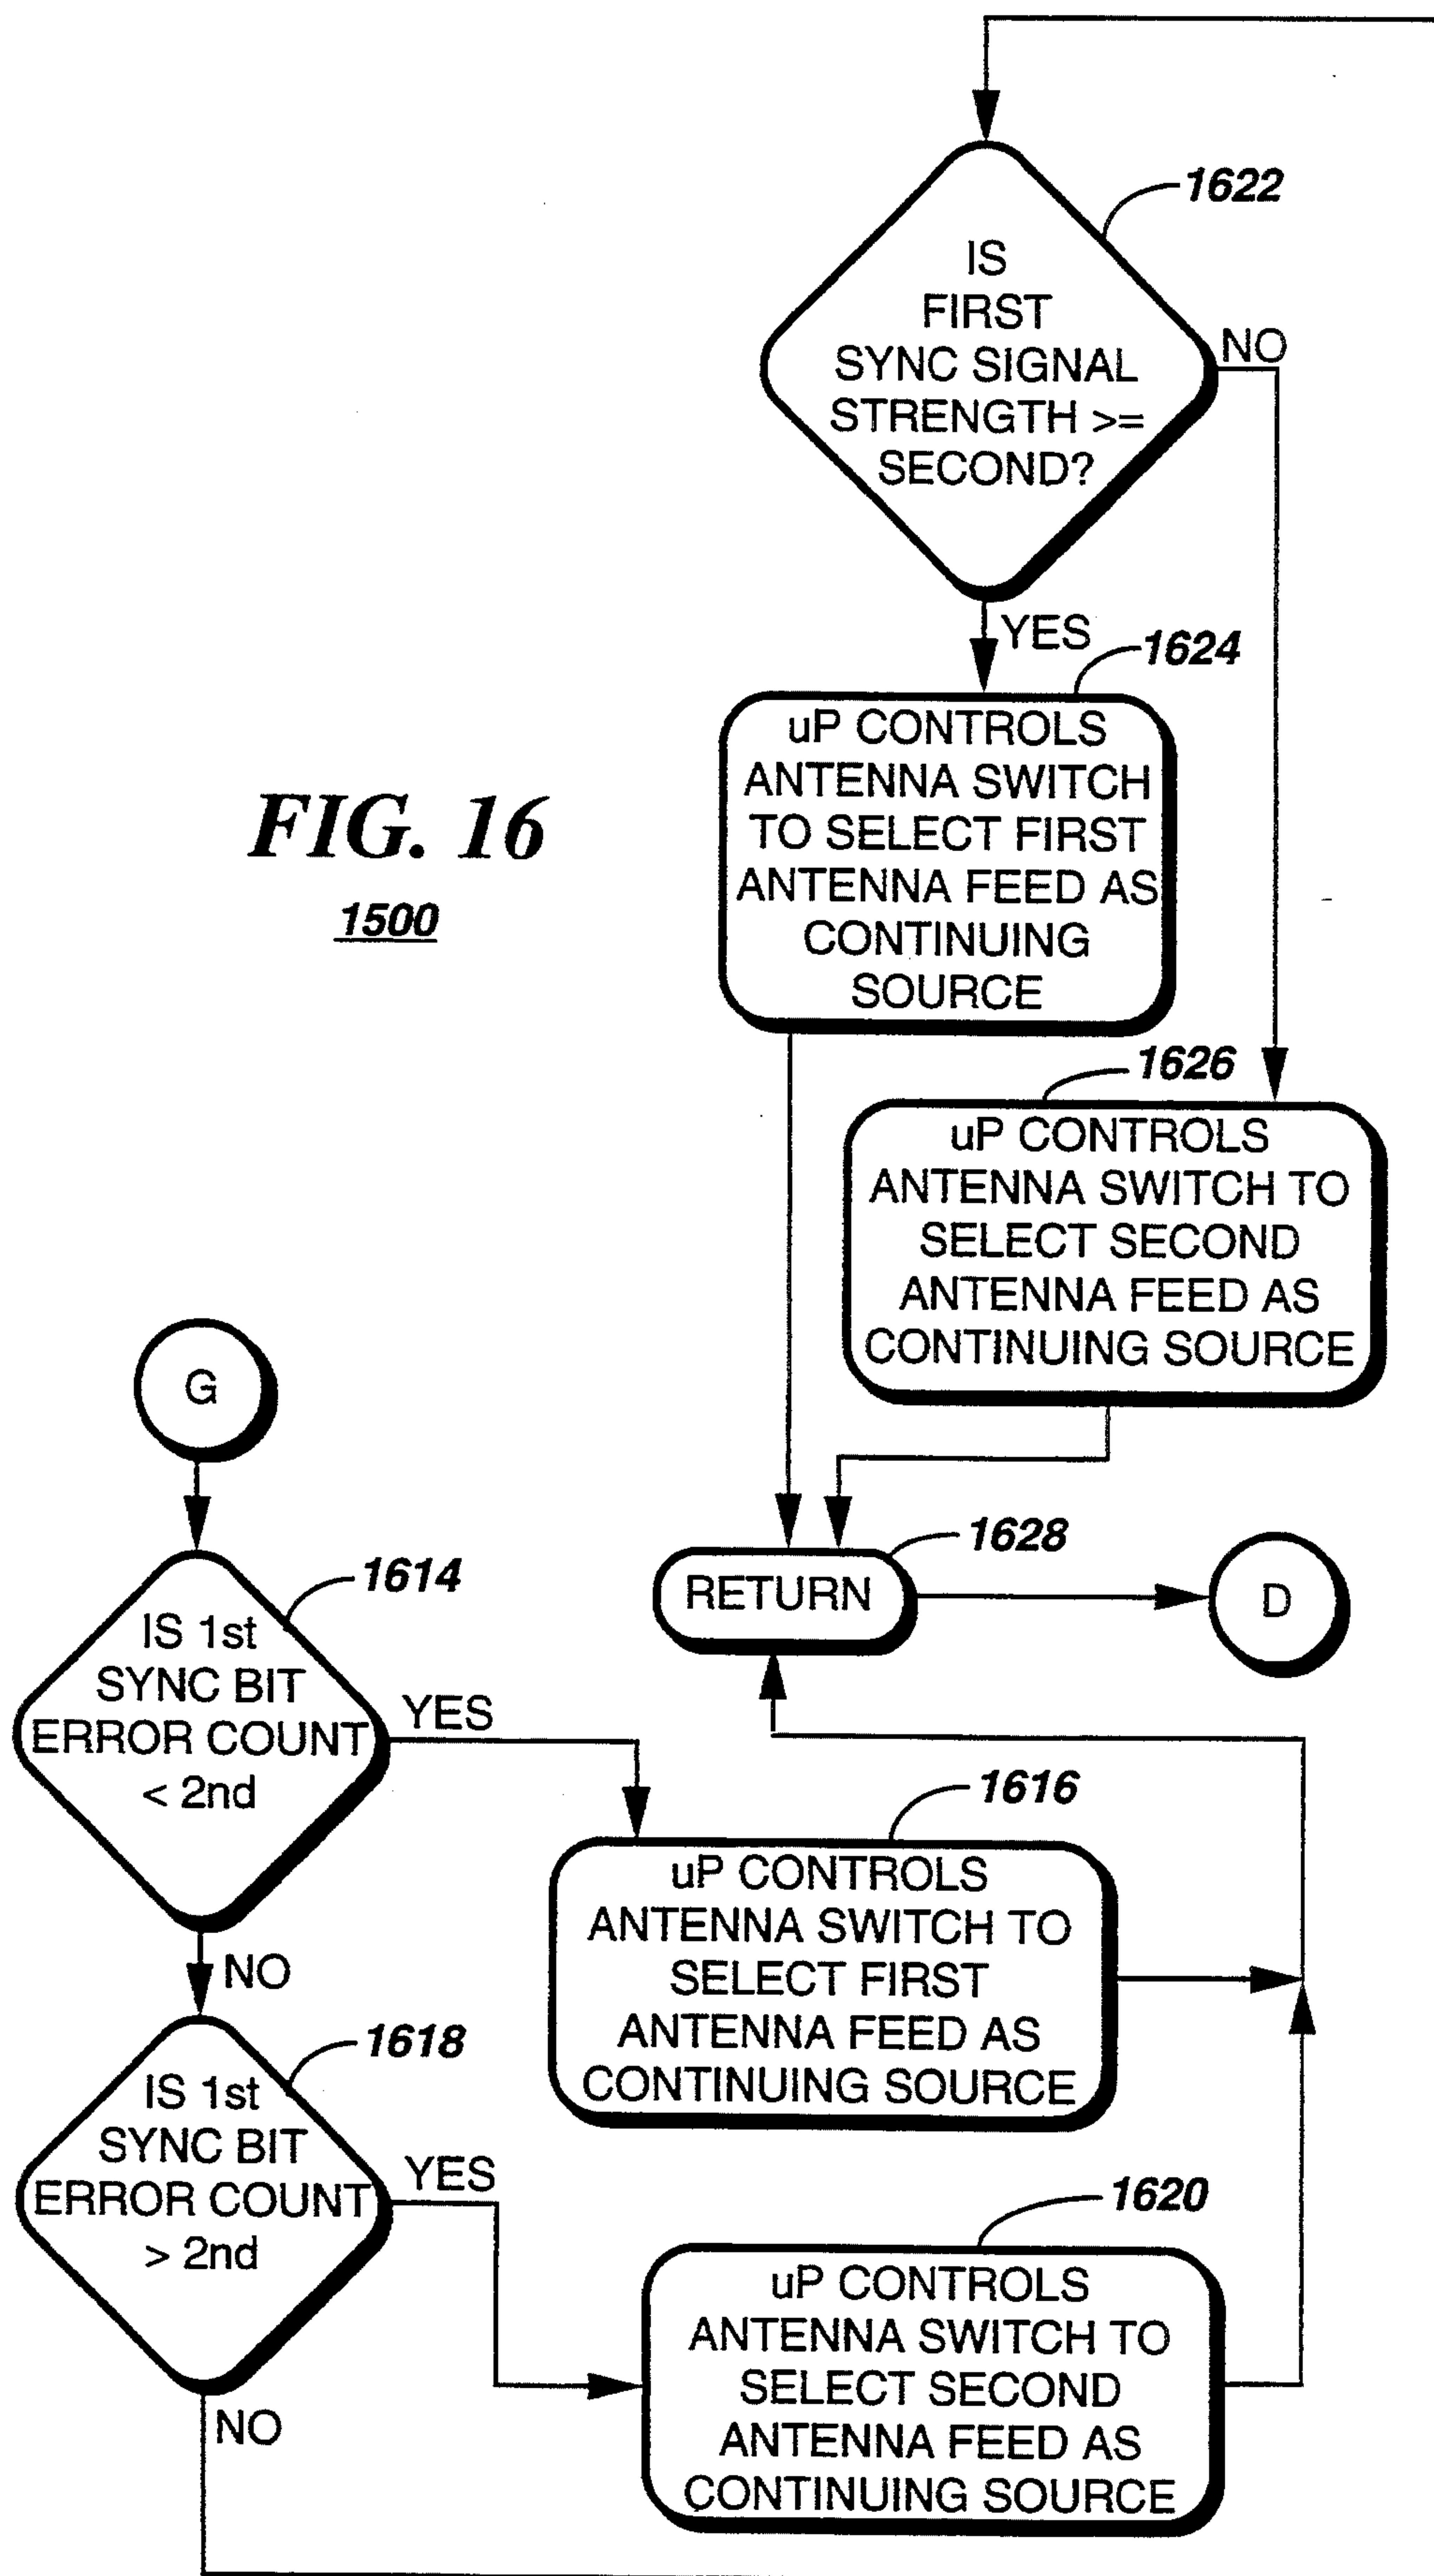 1622
IS
FIRST
SYNC SIGNAL
STRENGTH >=
SECOND?
NO
YES
1624
uP CONTROLS
ANTENNA SWITCH
TO SELECT FIRST
ANTENNA FEED AS
CONTINUING
SOURCE
FIG. 16
1500
1626
uP CONTROLS
ANTENNA SWITCH TO
SELECT SECOND
ANTENNA FEED AS
CONTINUING SOURCE
G
1628
RETURN
D
1614
IS 1st
SYNC BIT
ERROR COUNT
< 2nd
YES
NO
1616
uP CONTROLS
ANTENNA SWITCH TO
SELECT FIRST
ANTENNA FEED AS
CONTINUING SOURCE
1618
IS 1st
SYNC BIT
ERROR COUNT
> 2nd
YES
NO
1620
uP CONTROLS
ANTENNA SWITCH TO
SELECT SECOND
ANTENNA FEED AS
CONTINUING SOURCE